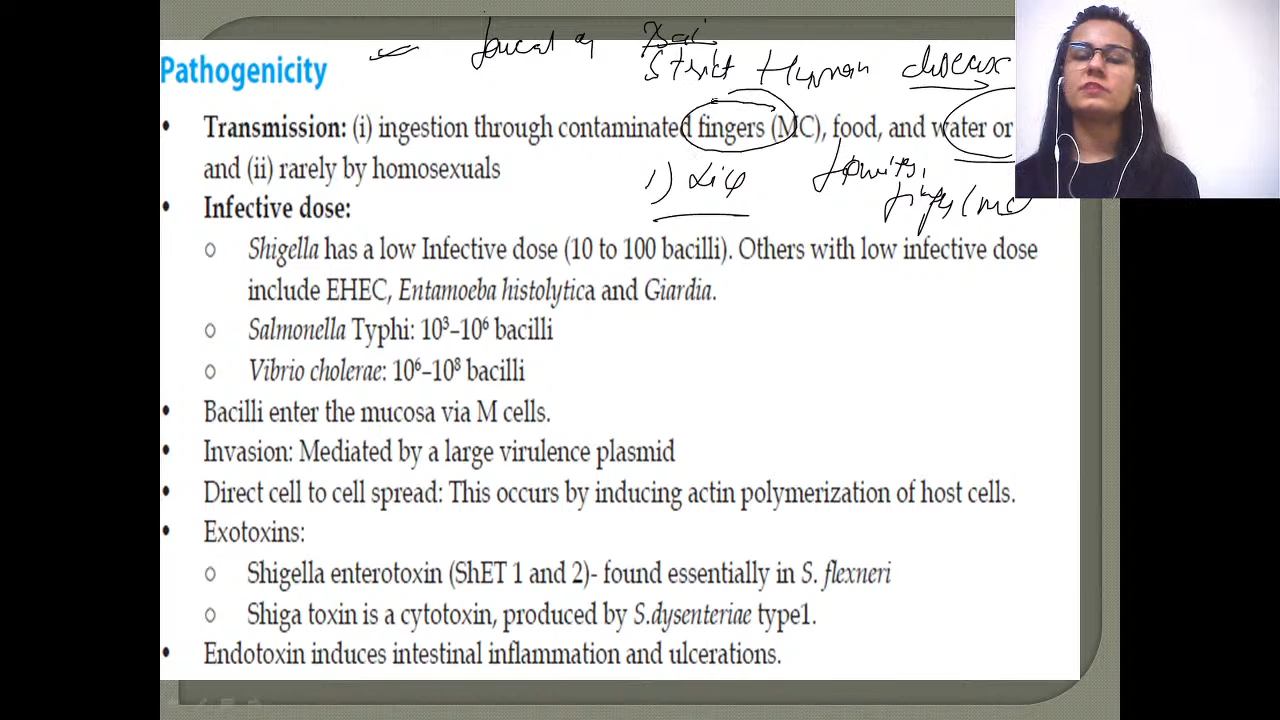 Strict Human disease
Pathogenicity
• Transmission: (i) ingestion through contaminated fingers (MC), food, and water or
and (ii) rarely by homosexuals
1)
fingers (MC
• Infective dose:
o Shigella has a low Infective dose (10 to 100 bacilli). Others with low infective dose
include EHEC, Entamoeba histolytica and Giardia.
o Salmonella Typhi: 10³–10⁶ bacilli
o Vibrio cholerae: 10⁶–10⁸ bacilli
• Bacilli enter the mucosa via M cells.
• Invasion: Mediated by a large virulence plasmid
• Direct cell to cell spread: This occurs by inducing actin polymerization of host cells.
• Exotoxins:
o Shigella enterotoxin (ShET 1 and 2)- found essentially in S. flexneri
o Shiga toxin is a cytotoxin, produced by S.dysenteriae type1.
• Endotoxin induces intestinal inflammation and ulcerations.